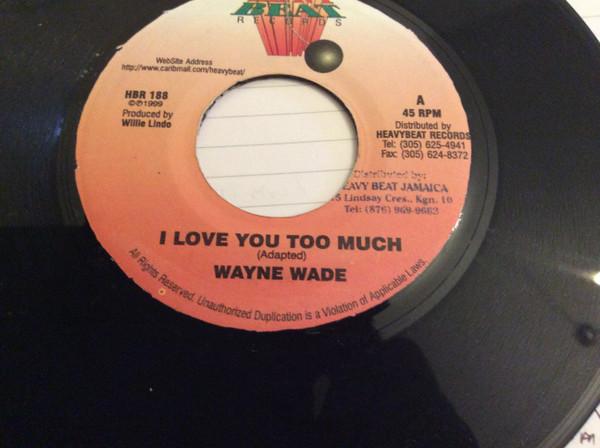 BEAT
RECORDS
WebSite Address
http://www.caribmall.com/heavybeat/
HBR 188
©℗1999
Produced by
Willie Lindo
A
45 RPM
Distributed by
HEAVYBEAT RECORDS
Tel: (305) 625-4941
Fax: (305) 624-8372
Distributed by:
EAVY BEAT JAMAICA
5 Lindsay Cres., Kgn. 10
Tel: (876) 969-9663
I LOVE YOU TOO MUCH
(Adapted)
WAYNE WADE
All Rights Reserved. Unauthorized Duplication is a Violation of Applicable Laws.